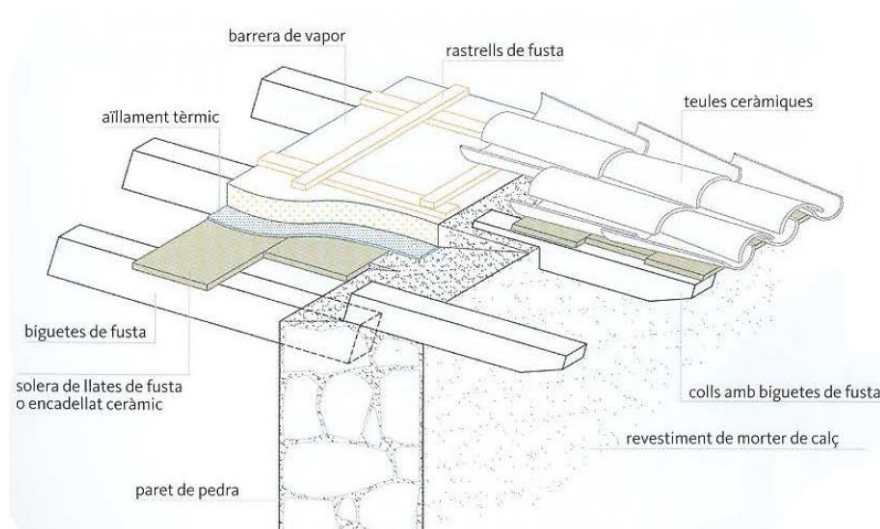 barrera de vapor
rastrells de fusta
teules ceràmiques
aïllament tèrmic
biguetes de fusta
solera de llates de fusta
o encadellat ceràmic
colls amb biguetes de fusta
revestiment de morter de calç
paret de pedra